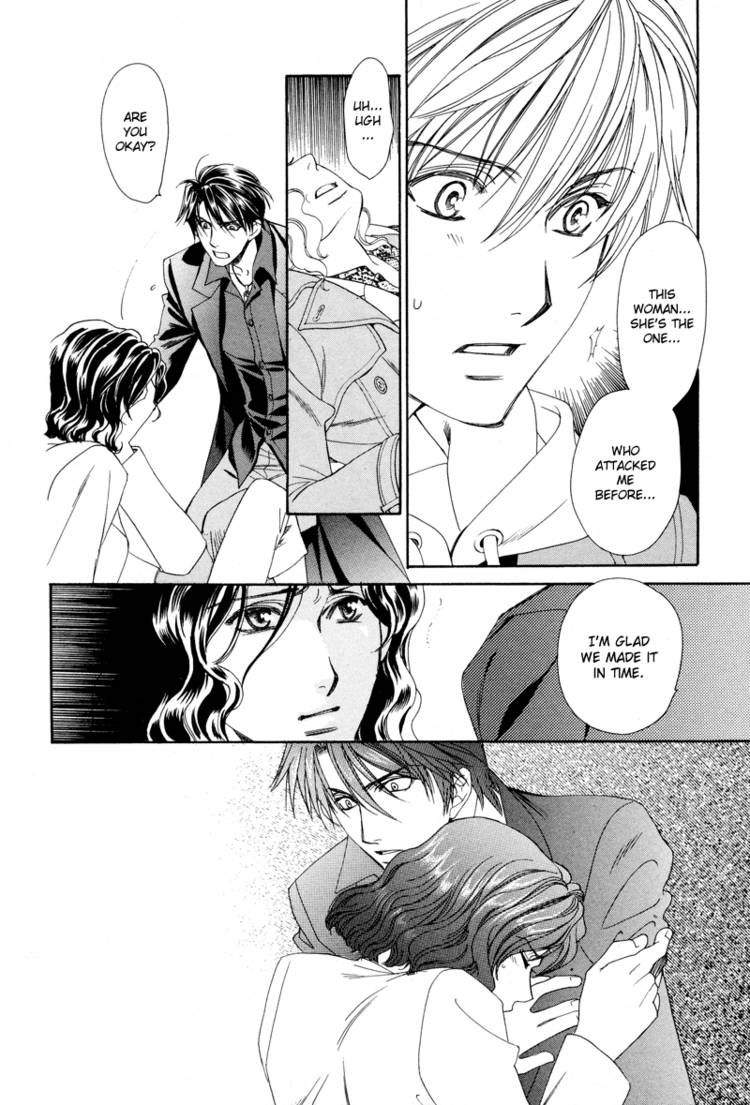 THIS
WOMAN...
SHE'S THE
ONE...
WHO
ATTACKED
ME
BEFORE...
UH...
UGH
...
ARE
YOU
OKAY?
I'M GLAD
WE MADE IT
IN TIME.